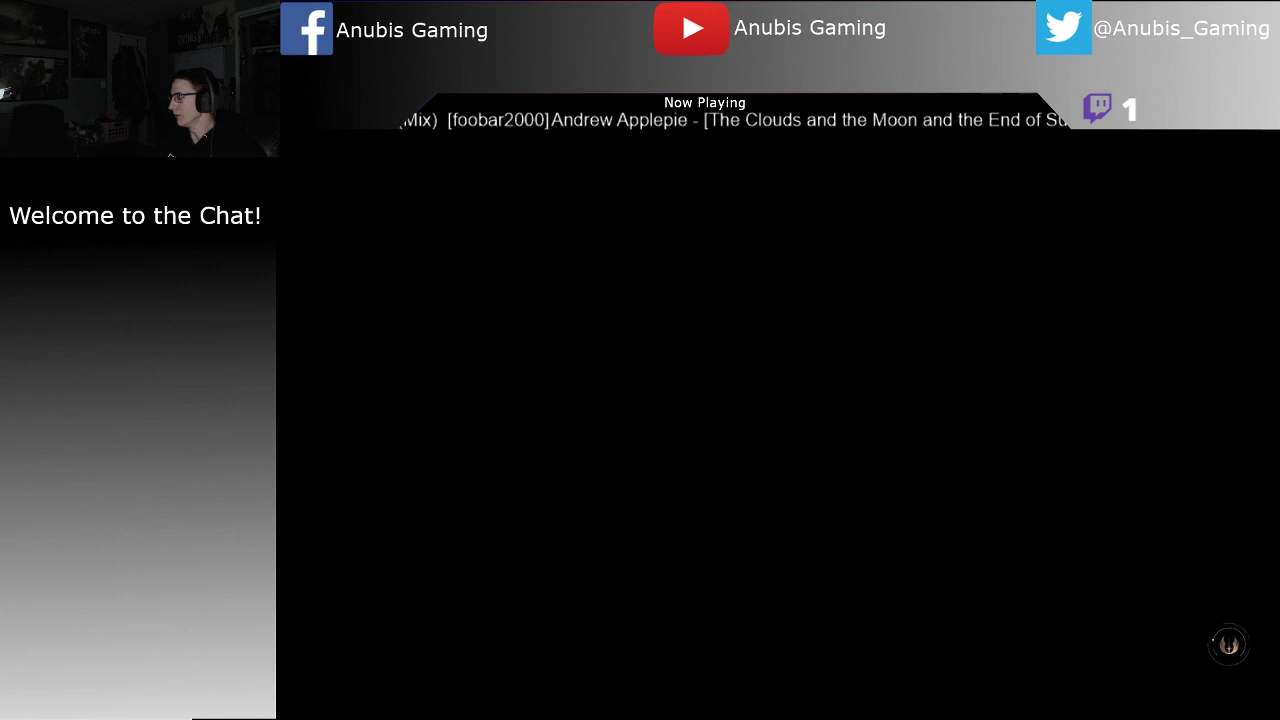 Anubis Gaming
Anubis Gaming
@Anubis_Gaming
Now Playing
(Mix) [foobar2000]Andrew Applepie - [The Clouds and the Moon and the End of Su
1
Welcome to the Chat!